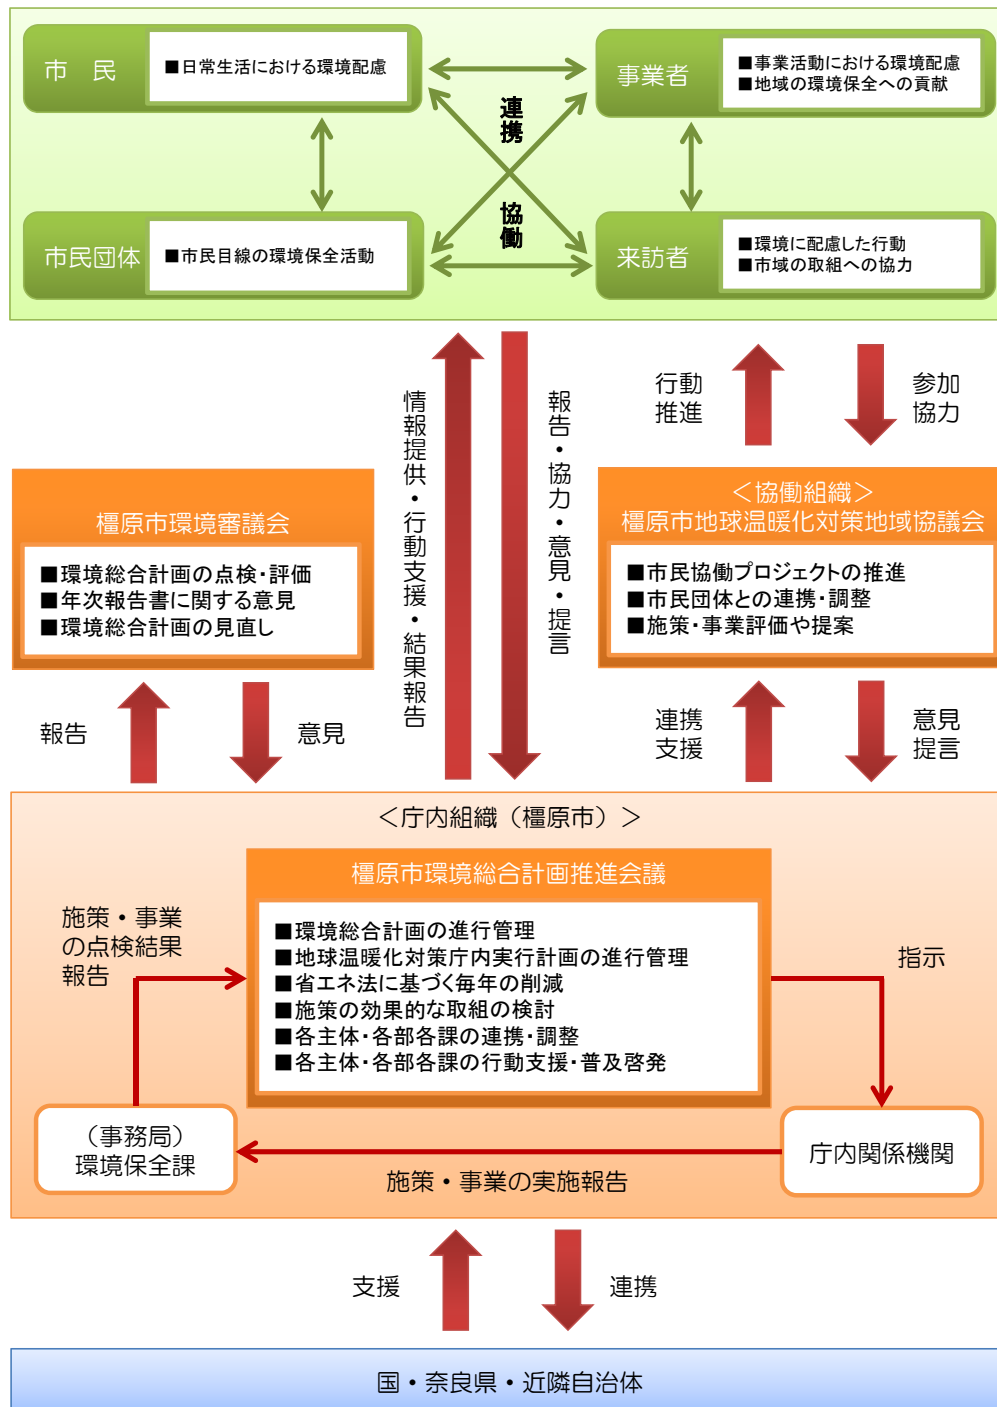 市　民
■日常生活における環境配慮
事業者
■事業活動における環境配慮
■地域の環境保全への貢献
連携
協働
市民団体
■市民目線の環境保全活動
来訪者
■環境に配慮した行動
■市域の取組への協力
情報提供・行動支援・結果報告
報告・協力・意見・提言
行動
推進
参加
協力
橿原市環境審議会
■環境総合計画の点検・評価
■年次報告書に関する意見
■環境総合計画の見直し
＜協働組織＞
橿原市地球温暖化対策地域協議会
■市民協働プロジェクトの推進
■市民団体との連携・調整
■施策・事業評価や提案
報告
意見
連携
支援
意見
提言
＜庁内組織（橿原市）＞
橿原市環境総合計画推進会議
■環境総合計画の進行管理
■地球温暖化対策庁内実行計画の進行管理
■省エネ法に基づく毎年の削減
■施策の効果的な取組の検討
■各主体・各部各課の連携・調整
■各主体・各部各課の行動支援・普及啓発
施策・事業
の点検結果
報告
指示
（事務局）
環境保全課
庁内関係機関
施策・事業の実施報告
支援
連携
国・奈良県・近隣自治体